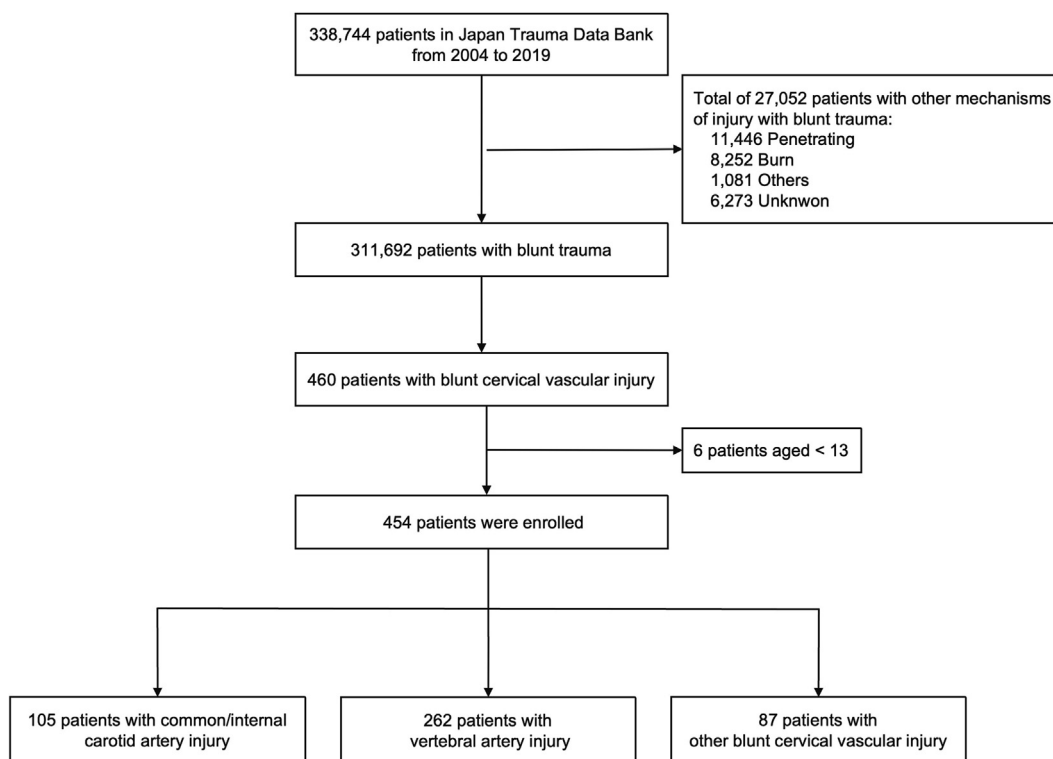 338,744 patients in Japan Trauma Data Bank
from 2004 to 2019
Total of 27,052 patients with other mechanisms
of injury with blunt trauma:
11,446 Penetrating
8,252 Burn
1,081 Others
6,273 Unknwon
311,692 patients with blunt trauma
460 patients with blunt cervical vascular injury
6 patients aged < 13
454 patients were enrolled
105 patients with common/internal
carotid artery injury
262 patients with
vertebral artery injury
87 patients with
other blunt cervical vascular injury